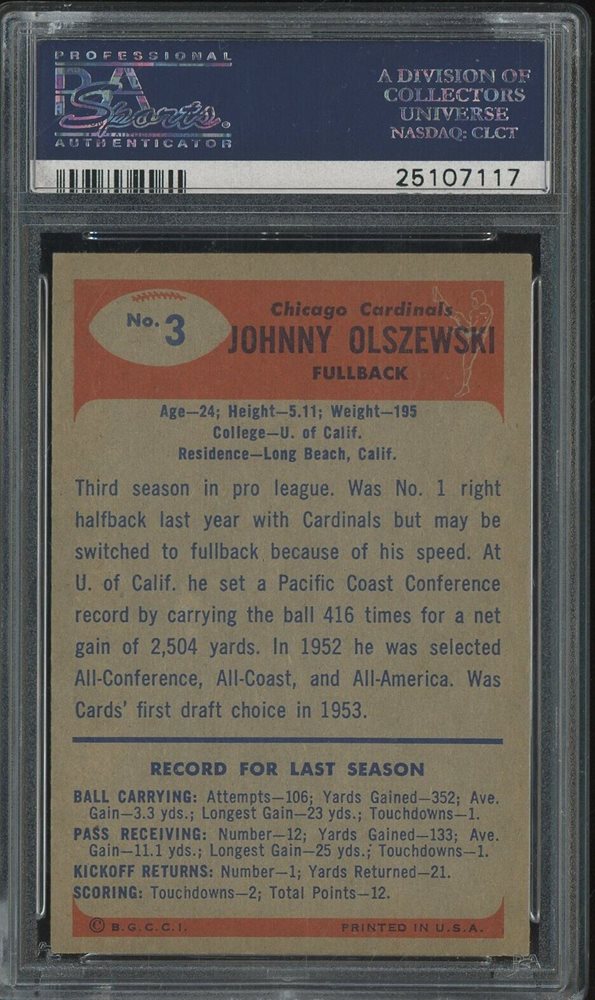 PROFESSIONAL
PSA
Sports.
AUTHENTICATOR
A DIVISION OF
COLLECTORS
UNIVERSE
NASDAQ: CLCT
25107117
No. 3
Chicago Cardinals
JOHNNY OLSZEWSKI
FULLBACK
Age—24; Height—5.11; Weight—195
College—U. of Calif.
Residence—Long Beach, Calif.
Third season in pro league. Was No. 1 right
halfback last year with Cardinals but may be
switched to fullback because of his speed. At
U. of Calif. he set a Pacific Coast Conference
record by carrying the ball 416 times for a net
gain of 2,504 yards. In 1952 he was selected
All-Conference, All-Coast, and All-America. Was
Cards' first draft choice in 1953.
RECORD FOR LAST SEASON
BALL CARRYING: Attempts—106; Yards Gained—352; Ave.
Gain—3.3 yds.; Longest Gain—23 yds.; Touchdowns—1.
PASS RECEIVING: Number—12; Yards Gained—133; Ave.
Gain—11.1 yds.; Longest Gain—25 yds.; Touchdowns—1.
KICKOFF RETURNS: Number—1; Yards Returned—21.
SCORING: Touchdowns—2; Total Points—12.
© B.G.C.C.I. PRINTED IN U.S.A.